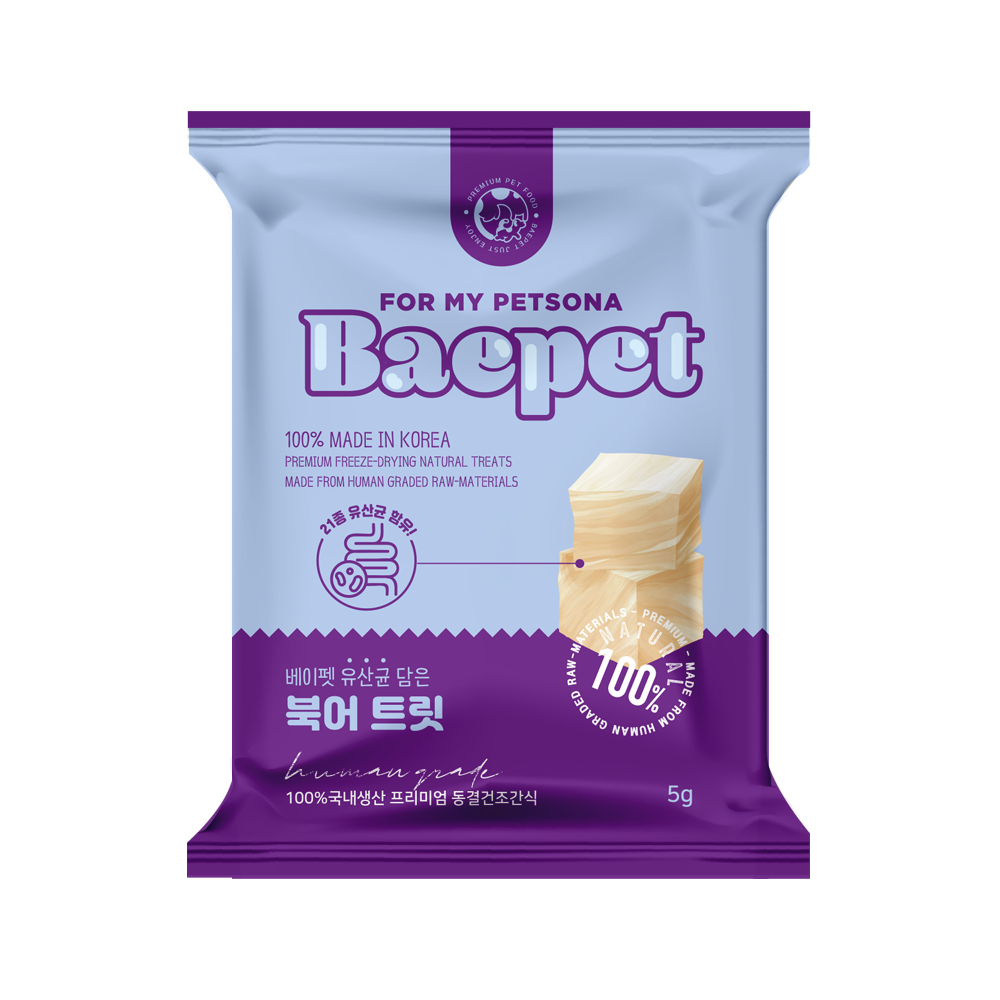 PREMIUM PET FOOD • BAEPET JUST ENJOY •
FOR MY PETSONA
Baepet
100% MADE IN KOREA
PREMIUM FREEZE-DRYING NATURAL TREATS
MADE FROM HUMAN GRADED RAW-MATERIALS
21종 유산균 함유!
베이펫 유산균 담은
북어 트릿
PREMIUM - MADE FROM HUMAN GRADED RAW-MATERIALS -
NATURAL
100%
human grade
100%국내생산 프리미엄 동결건조간식
5g